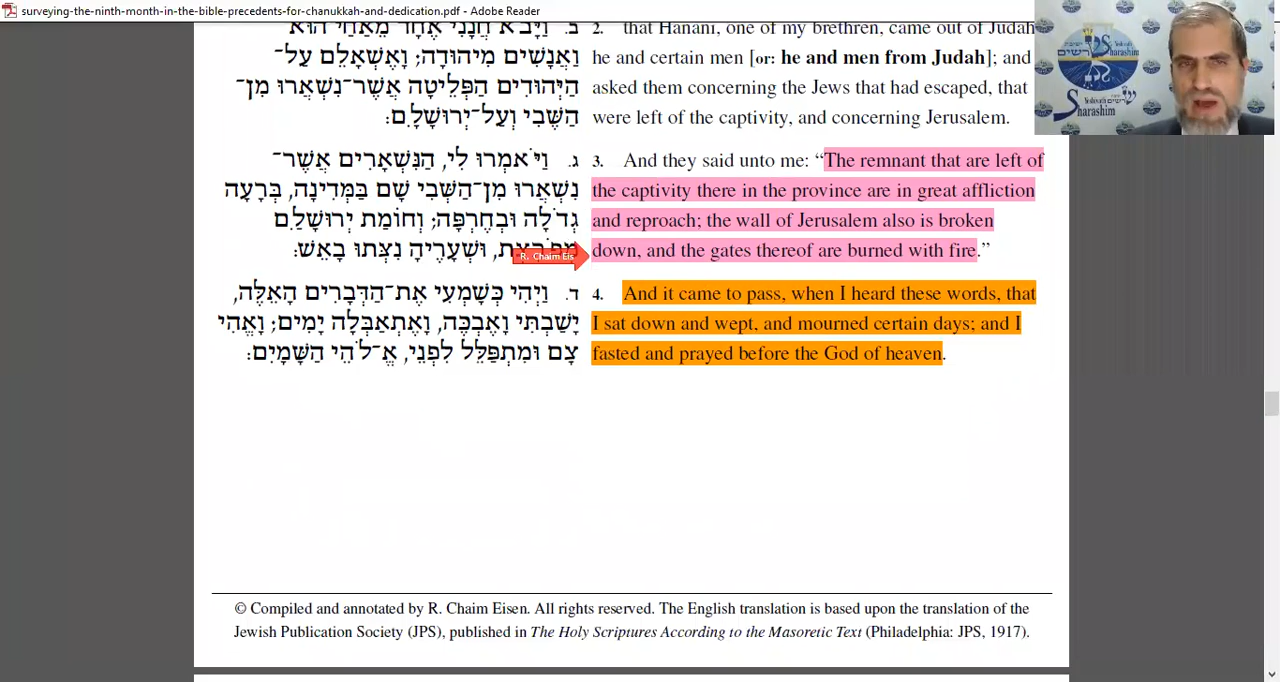 surveying-the-ninth-month-in-the-bible-precedents-for-chanukkah-and-dedication.pdf - Adobe Reader
ב. וַיָּבֹא חֲנָנִי אֶחָד מֵאַחַי הוּא
וַאֲנָשִׁים מִיהוּדָה; וָאֶשְׁאָלֵם עַל־
הַיְּהוּדִים הַפְּלֵיטָה אֲשֶׁר־נִשְׁאֲרוּ מִן־
הַשֶּׁבִי וְעַל־יְרוּשָׁלִָם:
2. that Hanani, one of my brethren, came out of Judah
he and certain men [or: he and men from Judah]; and
asked them concerning the Jews that had escaped, that
were left of the captivity, and concerning Jerusalem.
ג. וַיֹּאמְרוּ לִי, הַנִּשְׁאָרִים אֲשֶׁר־
נִשְׁאֲרוּ מִן־הַשְּׁבִי שָׁם בַּמְּדִינָה, בְּרָעָה
גְדֹלָה וּבְחֶרְפָּה; וְחוֹמַת יְרוּשָׁלִַם
מְפֹרָצֶת, וּשְׁעָרֶיהָ נִצְּתוּ בָאֵשׁ:
3. And they said unto me: “The remnant that are left of
the captivity there in the province are in great affliction
and reproach; the wall of Jerusalem also is broken
down, and the gates thereof are burned with fire.”
R. Chaim Eis
ד. וַיְהִי כְּשָׁמְעִי אֶת־הַדְּבָרִים הָאֵלֶּה,
יָשַׁבְתִּי וָאֶבְכֶּה, וָאֶתְאַבְּלָה יָמִים; וָאֱהִי
צָם וּמִתְפַּלֵּל לִפְנֵי, אֱ־לֹהֵי הַשָּׁמָיִם:
4. And it came to pass, when I heard these words, that
I sat down and wept, and mourned certain days; and I
fasted and prayed before the God of heaven.
© Compiled and annotated by R. Chaim Eisen. All rights reserved. The English translation is based upon the translation of the
Jewish Publication Society (JPS), published in The Holy Scriptures According to the Masoretic Text (Philadelphia: JPS, 1917).
Yeshivath
Sharashim